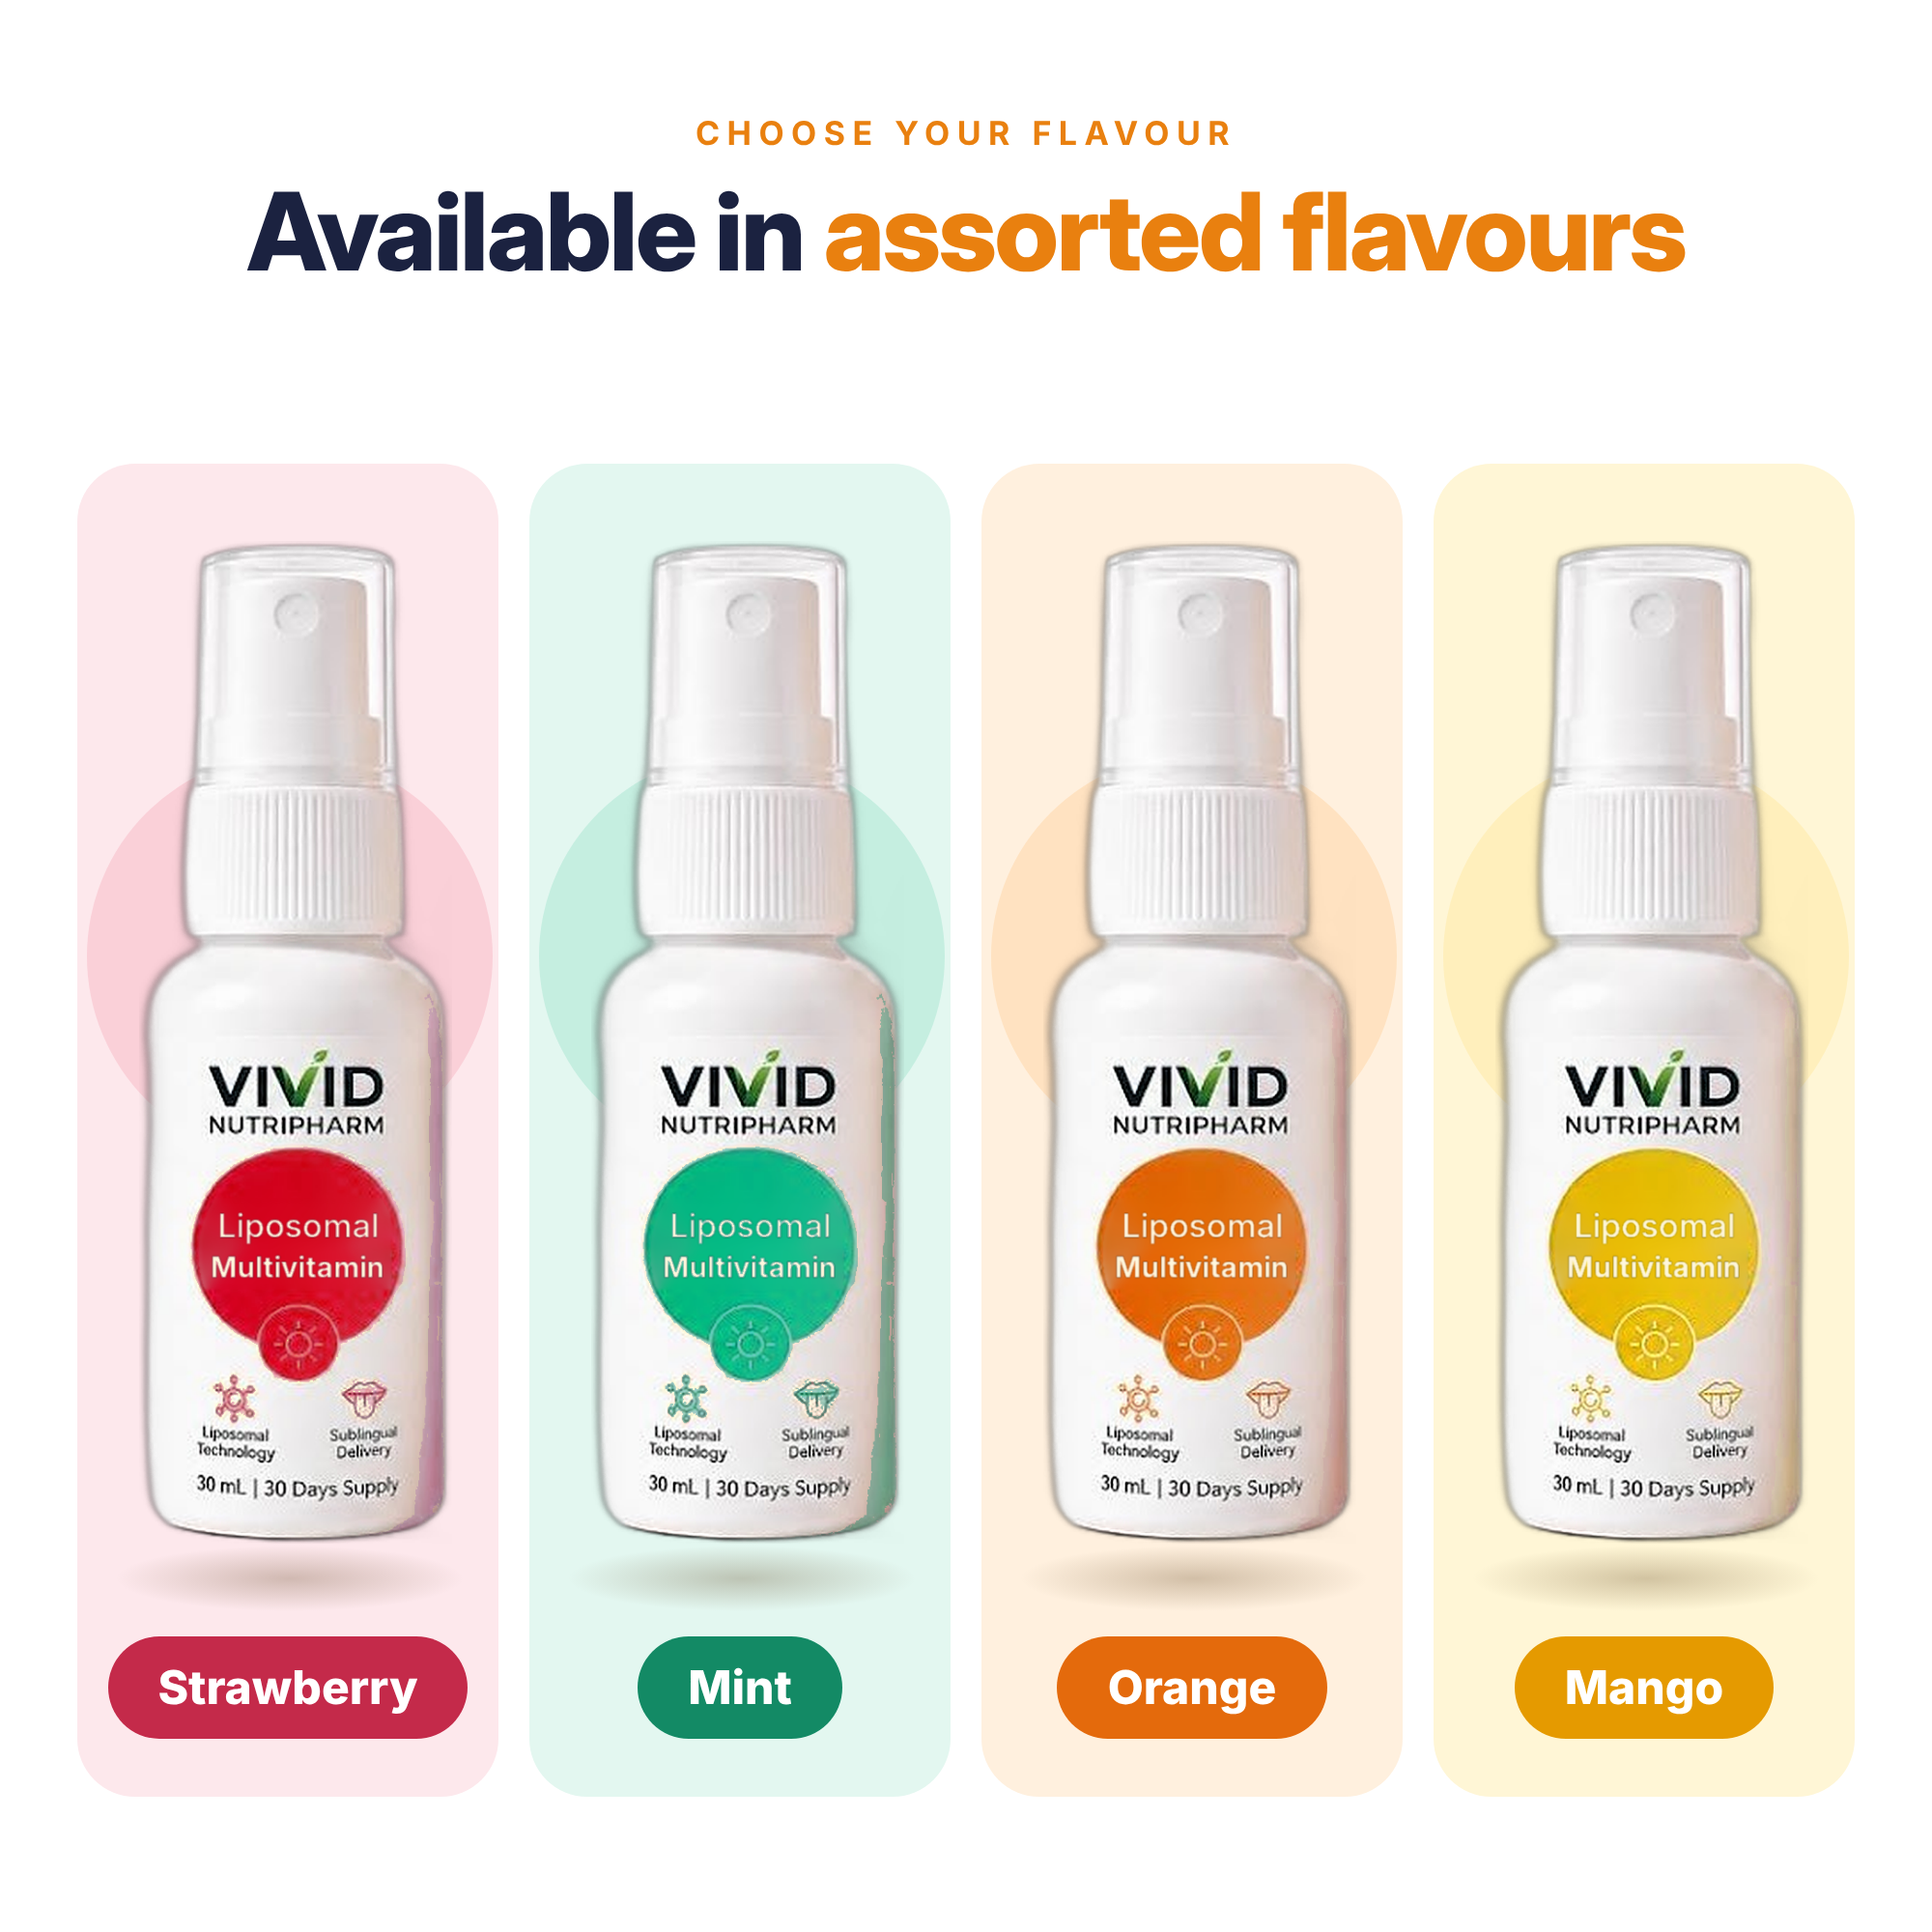 CHOOSE YOUR FLAVOUR
Available in assorted flavours
VIVID
NUTRIPHARM
Liposomal
Multivitamin
Liposomal
Technology
Sublingual
Delivery
30 mL | 30 Days Supply
Strawberry
VIVID
NUTRIPHARM
Liposomal
Multivitamin
Liposomal
Technology
Sublingual
Delivery
30 mL | 30 Days Supply
Mint
VIVID
NUTRIPHARM
Liposomal
Multivitamin
Liposomal
Technology
Sublingual
Delivery
30 mL | 30 Days Supply
Orange
VIVID
NUTRIPHARM
Liposomal
Multivitamin
Liposomal
Technology
Sublingual
Delivery
30 mL | 30 Days Supply
Mango